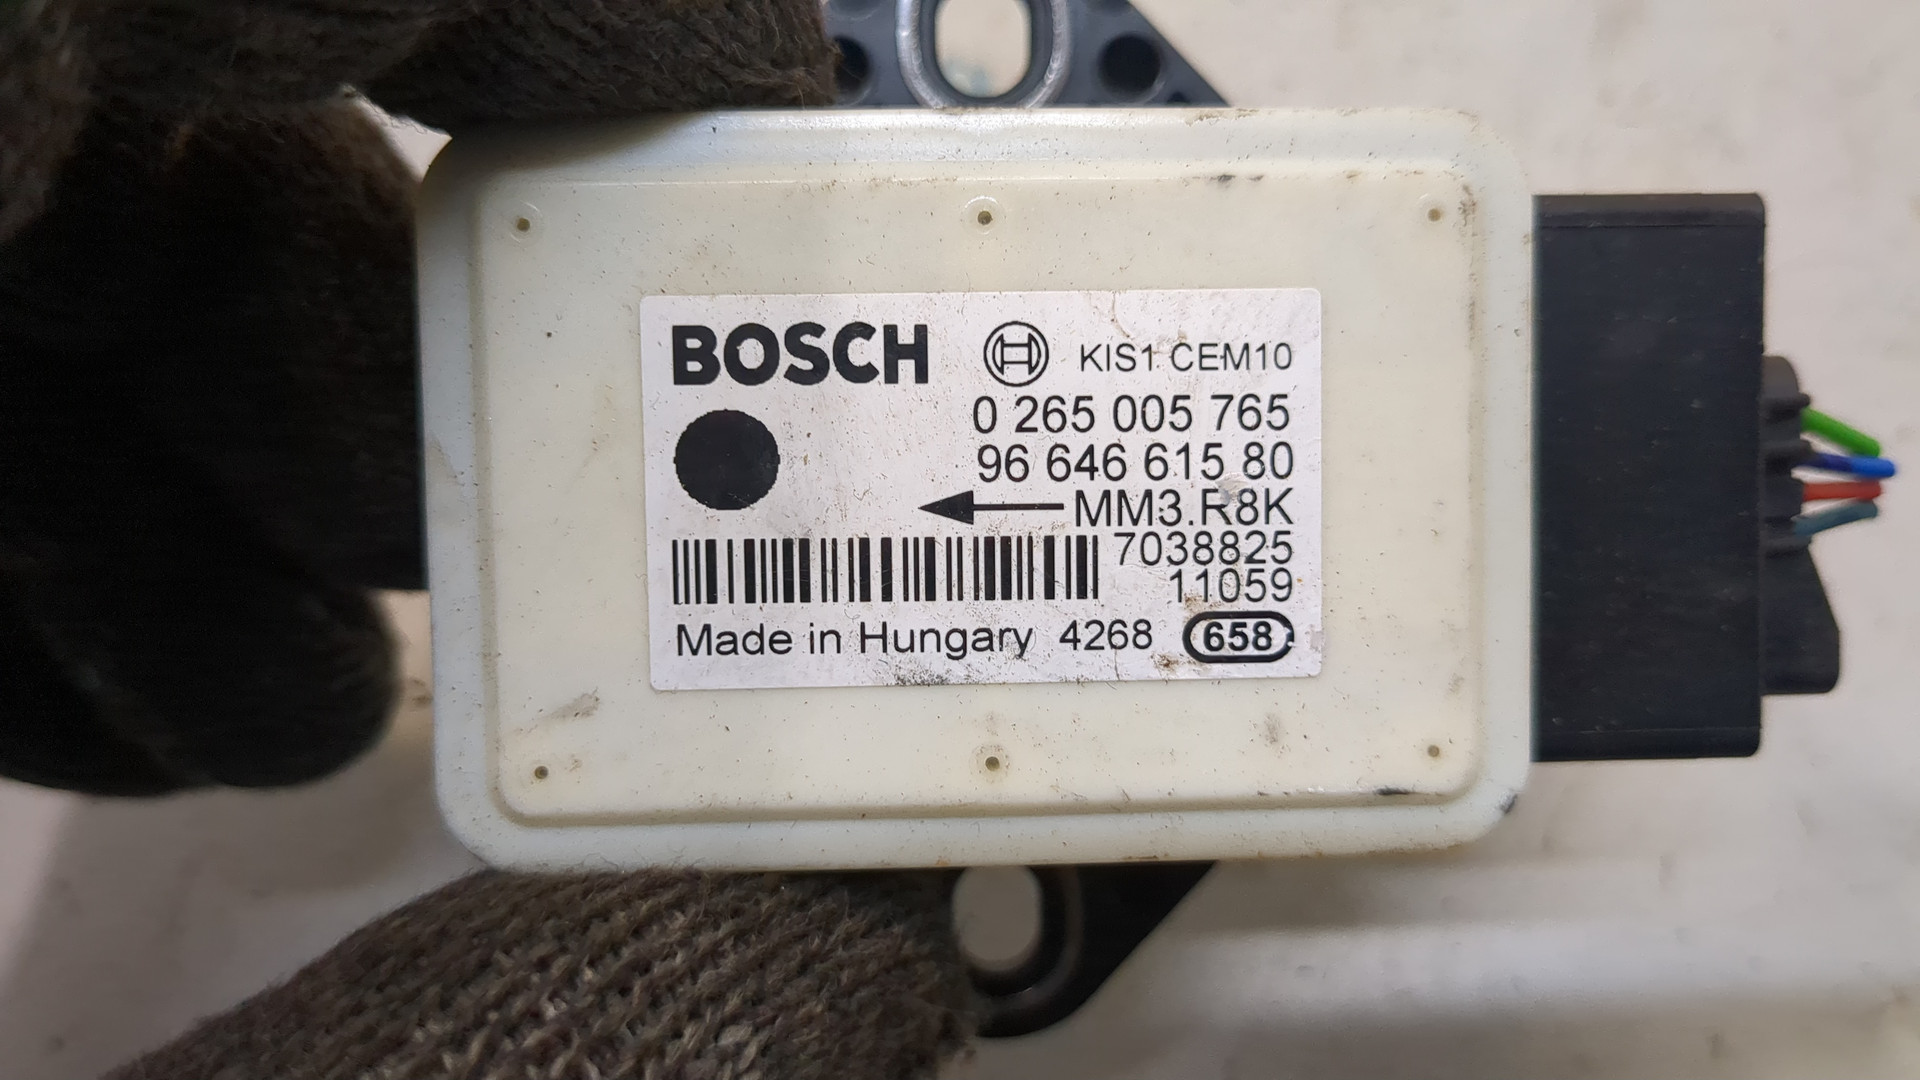 BOSCH KIS1 CEM10
0 265 005 765
96 646 615 80
MM3.R8K
7038825
11059
Made in Hungary 4268 658